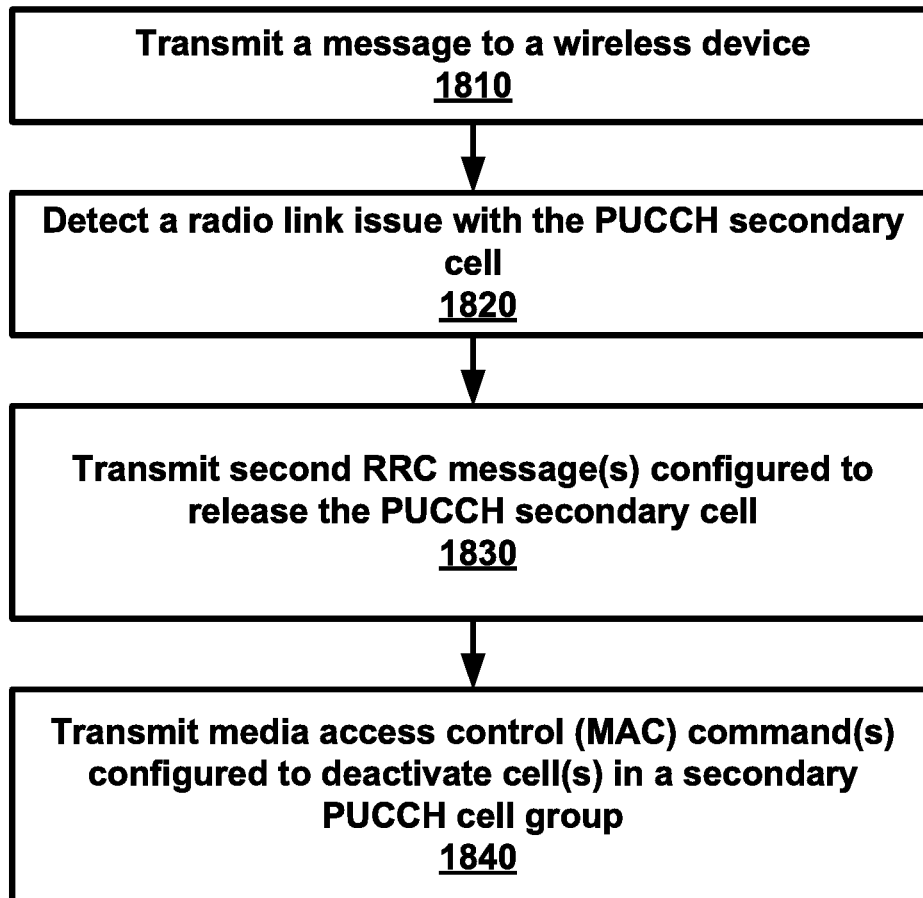 Transmit a message to a wireless device
1810
Detect a radio link issue with the PUCCH secondary
cell
1820
Transmit second RRC message(s) configured to
release the PUCCH secondary cell
1830
Transmit media access control (MAC) command(s)
configured to deactivate cell(s) in a secondary
PUCCH cell group
1840